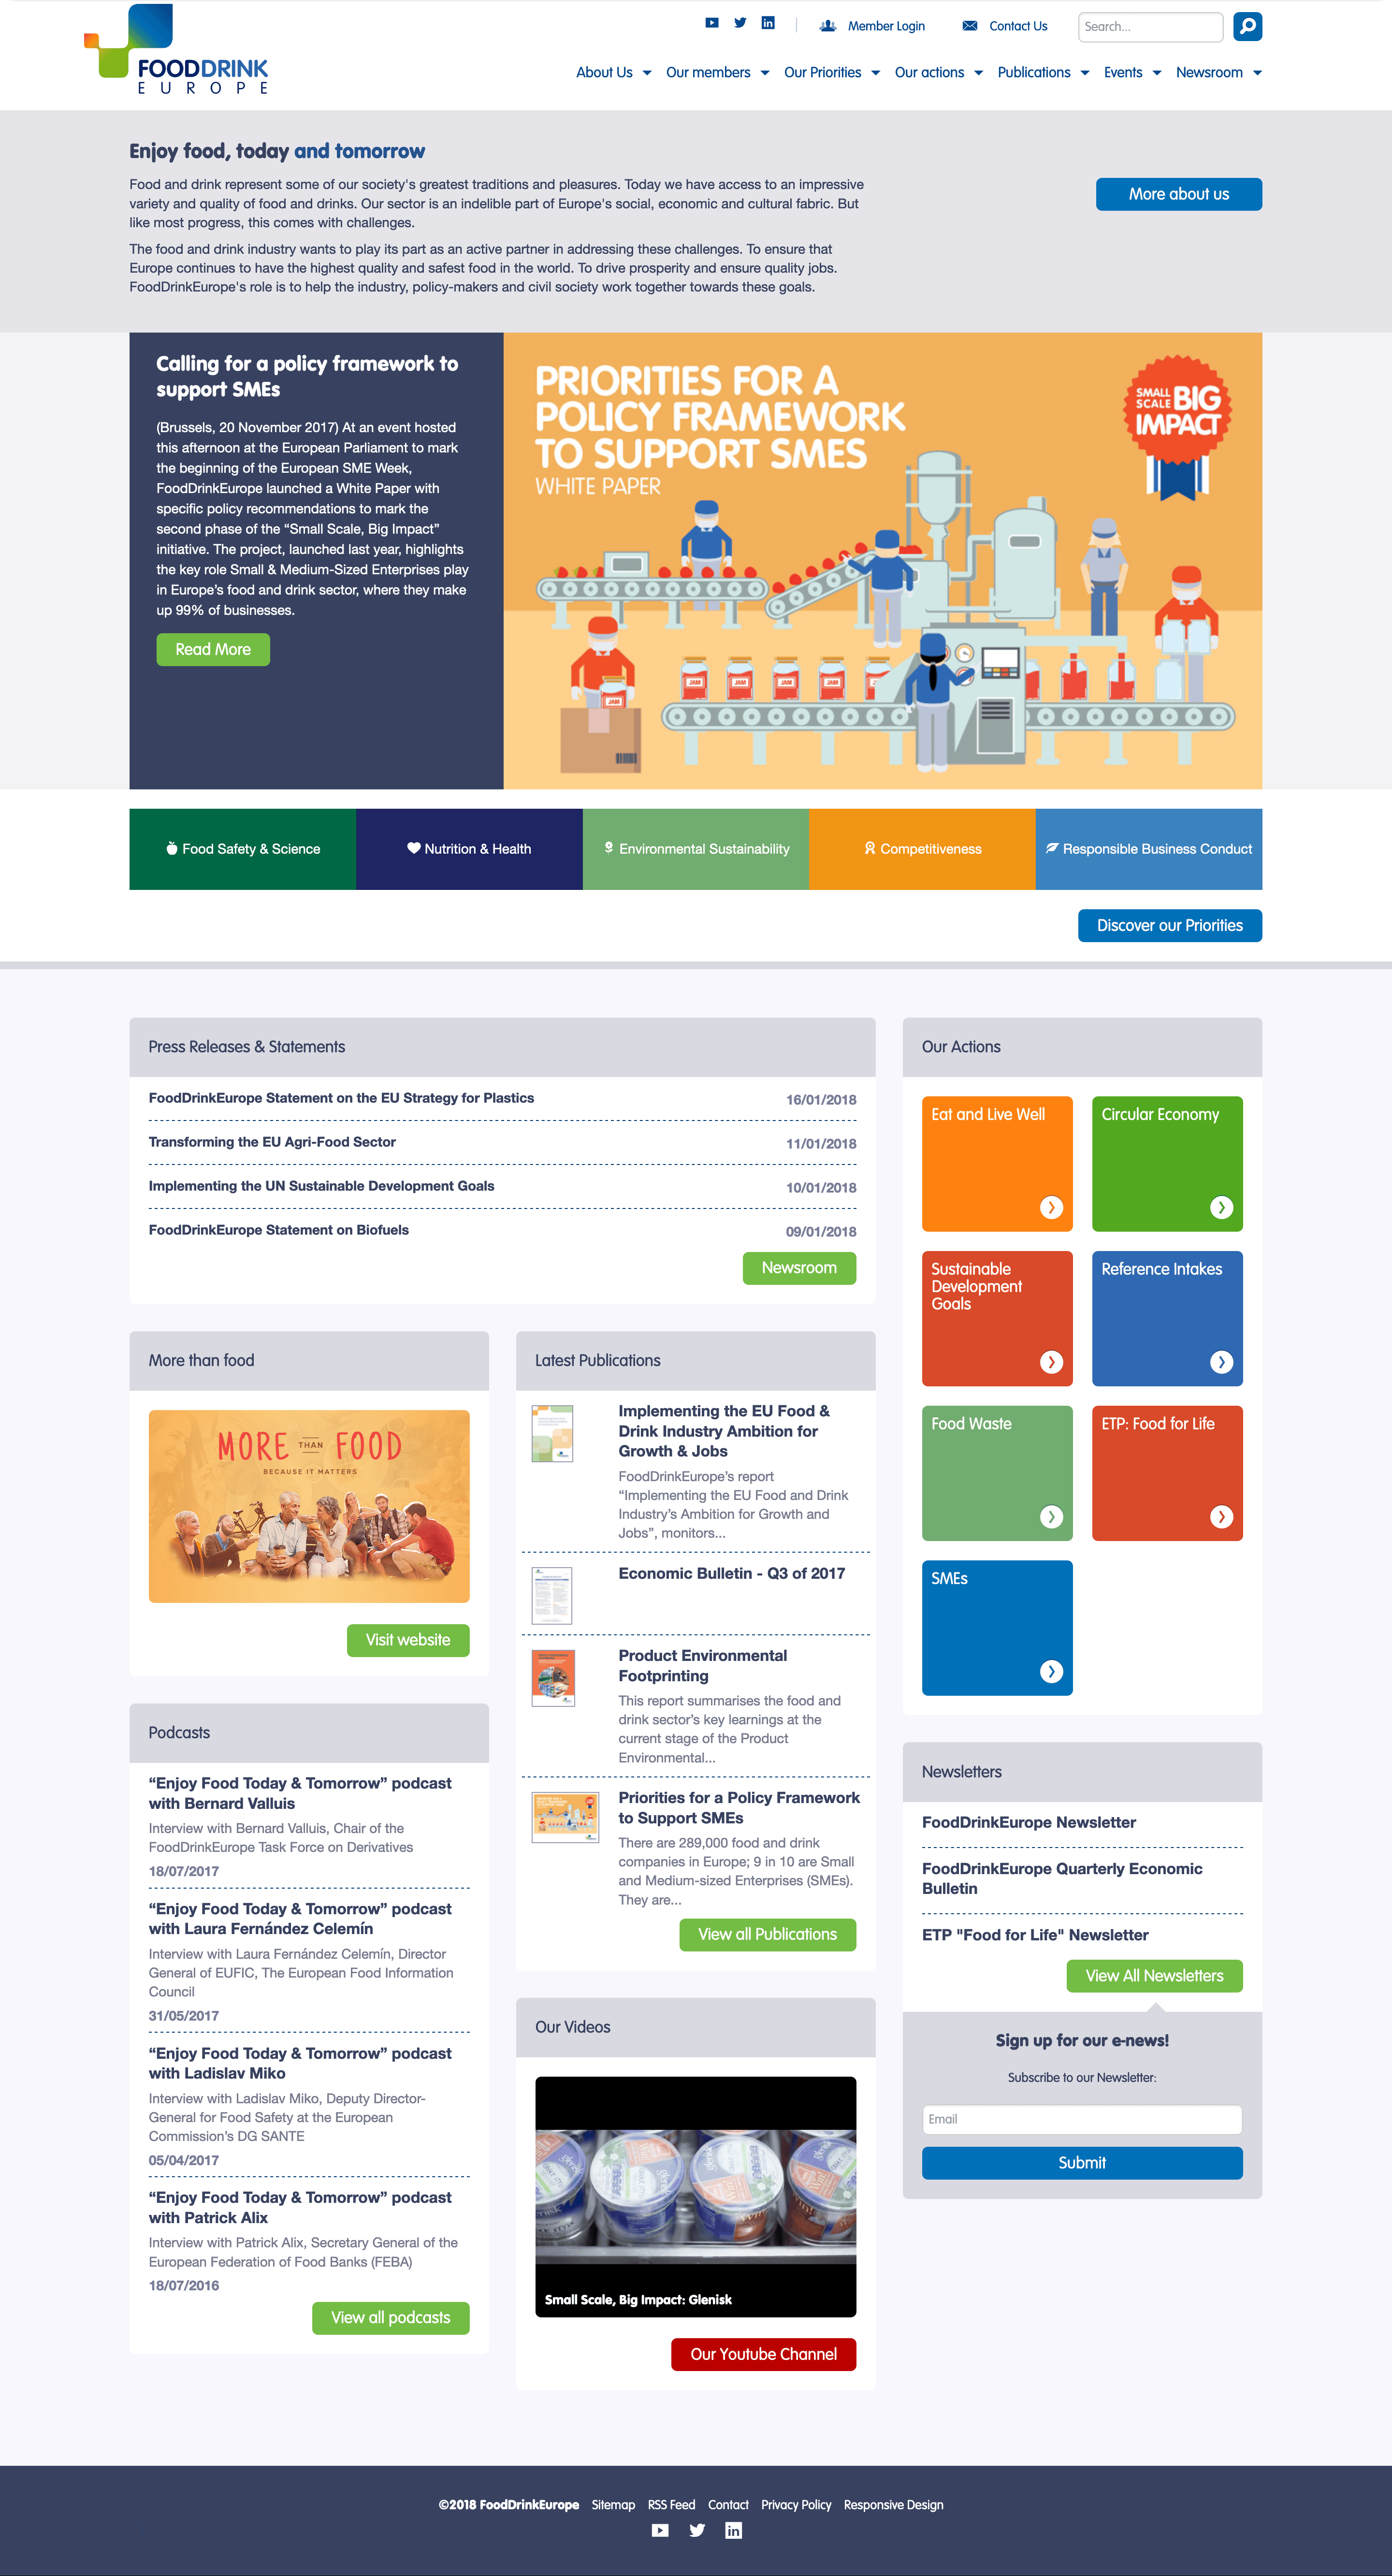 FOODDRINK
EUROPE
Member Login
Contact Us
Search...
About Us
Our members
Our Priorities
Our actions
Publications
Events
Newsroom
Enjoy food, today and tomorrow
Food and drink represent some of our society's greatest traditions and pleasures. Today we have access to an impressive
variety and quality of food and drinks. Our sector is an indelible part of Europe's social, economic and cultural fabric. But
like most progress, this comes with challenges.
The food and drink industry wants to play its part as an active partner in addressing these challenges. To ensure that
Europe continues to have the highest quality and safest food in the world. To drive prosperity and ensure quality jobs.
FoodDrinkEurope's role is to help the industry, policy-makers and civil society work together towards these goals.
More about us
Calling for a policy framework to
support SMEs
(Brussels, 20 November 2017) At an event hosted
this afternoon at the European Parliament to mark
the beginning of the European SME Week,
FoodDrinkEurope launched a White Paper with
specific policy recommendations to mark the
second phase of the “Small Scale, Big Impact”
initiative. The project, launched last year, highlights
the key role Small & Medium-Sized Enterprises play
in Europe’s food and drink sector, where they make
up 99% of businesses.
Read More
PRIORITIES FOR A
POLICY FRAMEWORK
TO SUPPORT SMES
WHITE PAPER
SMALL
SCALE BIG
IMPACT
JAM
JAM
JAM
JAM
JAM
Food Safety & Science
Nutrition & Health
Environmental Sustainability
Competitiveness
Responsible Business Conduct
Discover our Priorities
Press Releases & Statements
FoodDrinkEurope Statement on the EU Strategy for Plastics
16/01/2018
Transforming the EU Agri-Food Sector
11/01/2018
Implementing the UN Sustainable Development Goals
10/01/2018
FoodDrinkEurope Statement on Biofuels
09/01/2018
Newsroom
More than food
MORE THAN FOOD
BECAUSE IT MATTERS
Visit website
Podcasts
“Enjoy Food Today & Tomorrow” podcast
with Bernard Valluis
Interview with Bernard Valluis, Chair of the
FoodDrinkEurope Task Force on Derivatives
18/07/2017
“Enjoy Food Today & Tomorrow” podcast
with Laura Fernández Celemín
Interview with Laura Fernández Celemín, Director
General of EUFIC, The European Food Information
Council
31/05/2017
“Enjoy Food Today & Tomorrow” podcast
with Ladislav Miko
Interview with Ladislav Miko, Deputy Director-
General for Food Safety at the European
Commission’s DG SANTE
05/04/2017
“Enjoy Food Today & Tomorrow” podcast
with Patrick Alix
Interview with Patrick Alix, Secretary General of the
European Federation of Food Banks (FEBA)
18/07/2016
View all podcasts
Latest Publications
Implementing the EU Food &
Drink Industry Ambition for
Growth & Jobs
FoodDrinkEurope’s report
“Implementing the EU Food and Drink
Industry’s Ambition for Growth and
Jobs”, monitors...
Economic Bulletin - Q3 of 2017
Product Environmental
Footprinting
This report summarises the food and
drink sector’s key learnings at the
current stage of the Product
Environmental...
Priorities for a Policy Framework
to Support SMEs
There are 289,000 food and drink
companies in Europe; 9 in 10 are Small
and Medium-sized Enterprises (SMEs).
They are...
View all Publications
Our Videos
Small Scale, Big Impact: Glenisk
Our Youtube Channel
Our Actions
Eat and Live Well
Circular Economy
Sustainable
Development
Goals
Reference Intakes
Food Waste
ETP: Food for Life
SMEs
Newsletters
FoodDrinkEurope Newsletter
FoodDrinkEurope Quarterly Economic
Bulletin
ETP "Food for Life" Newsletter
View All Newsletters
Sign up for our e-news!
Subscribe to our Newsletter:
Email
Submit
©2018 FoodDrinkEurope
Sitemap
RSS Feed
Contact
Privacy Policy
Responsive Design